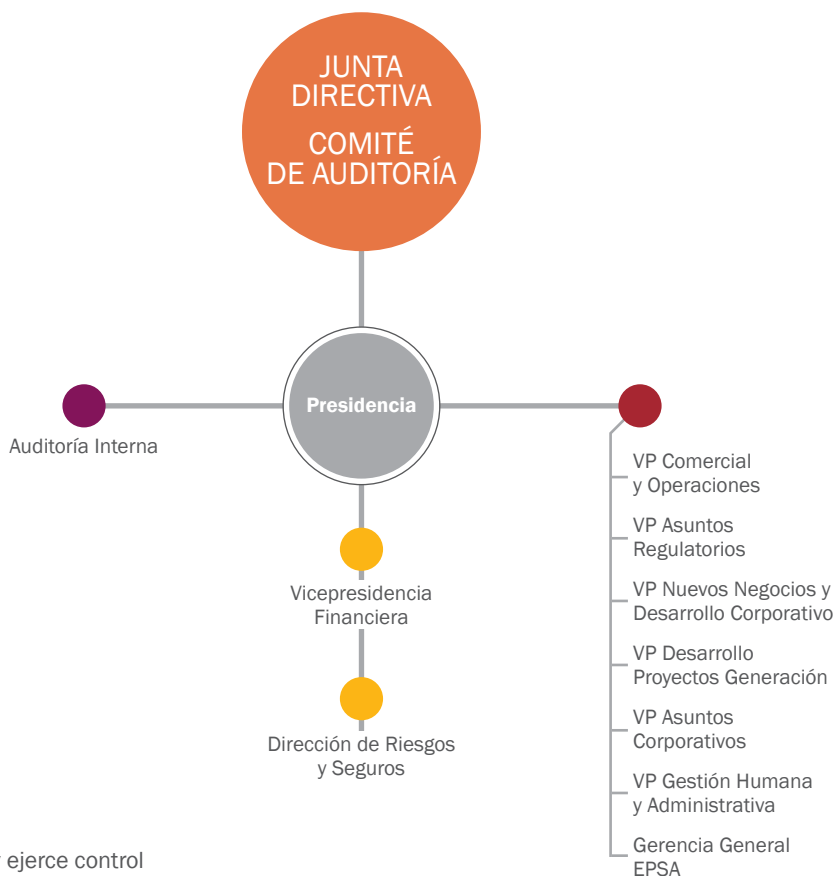 JUNTA
DIRECTIVA
COMITÉ
DE AUDITORÍA
Presidencia
Auditoría Interna
Vicepresidencia
Financiera
Dirección de Riesgos
y Seguros
VP Comercial
y Operaciones
VP Asuntos
Regulatorios
VP Nuevos Negocios y
Desarrollo Corporativo
VP Desarrollo
Proyectos Generación
VP Asuntos
Corporativos
VP Gestión Humana
y Administrativa
Gerencia General
EPSA
ejerce control